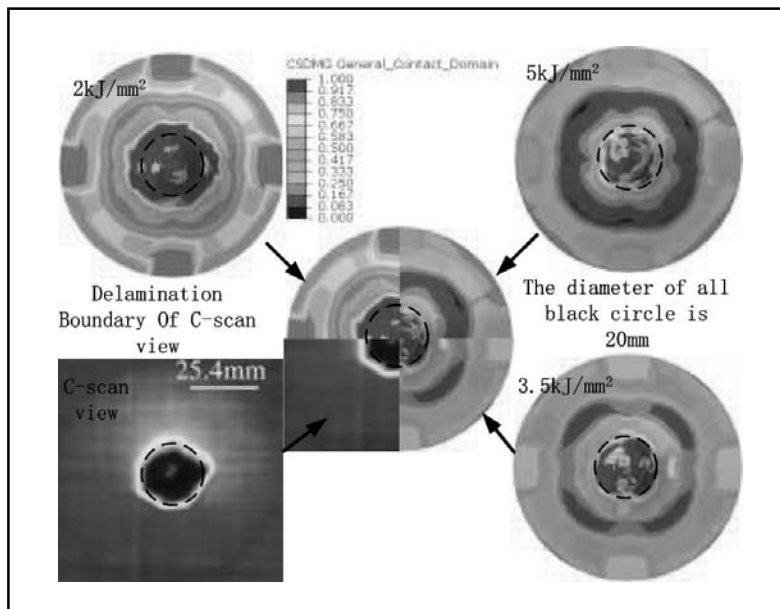 2kJ/mm²
CSDMG General_Contact_Domain
1.000
0.917
0.833
0.750
0.667
0.583
0.500
0.417
0.333
0.250
0.167
0.083
0.000
5kJ/mm²
Delamination
Boundary Of C-scan
view
The diameter of all
black circle is
20mm
C-scan
view
25.4mm
3.5kJ/mm²